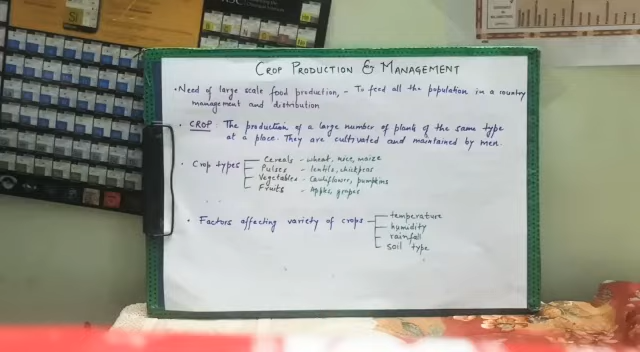 CROP PRODUCTION & MANAGEMENT
• Need of large scale food production, - To feed all the population in a country
management and distribution
• CROP: The production of a large number of plants of the same type
at a place. They are cultivated and maintained by men.
• Crop types - Cereals - wheat, rice, maize
Pulses - lentils, chickpeas
Vegetables - Cauliflower, pumpkins
Fruits - Apples, grapes
• Factors affecting variety of crops - temperature
humidity
rainfall
soil type